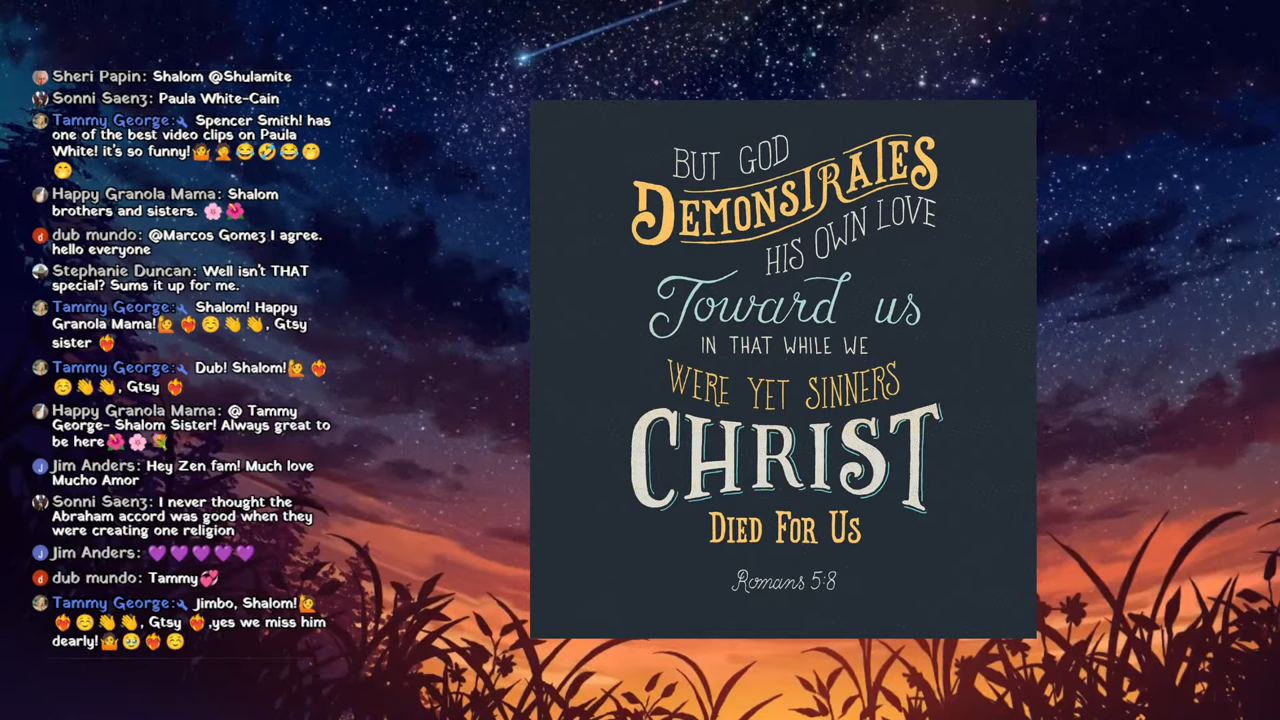 Sheri Papin: Shalom @Shulamite
Sonni Saenz: Paula White-Cain
Tammy George: Spencer Smith! has
one of the best video clips on Paula
White! it's so funny!🤷🤦😂🤣😂🤭
🤭
Happy Granola Mama: Shalom
brothers and sisters. 🌸🌺
dub mundo: @Marcos Gomez I agree.
hello everyone
Stephanie Duncan: Well isn't THAT
special? Sums it up for me.
Tammy George: Shalom! Happy
Granola Mama!🙋❤️‍🔥☺️👋👋, Gtsy
sister ❤️‍🔥
Tammy George: Dub! Shalom!🙋❤️‍🔥
☺️👋👋, Gtsy ❤️‍🔥
Happy Granola Mama: @ Tammy
George- Shalom Sister! Always great to
be here🌺🌸💐
Jim Anders: Hey Zen fam! Much love
Mucho Amor
Sonni Saenz: I never thought the
Abraham accord was good when they
were creating one religion
Jim Anders: 💜💜💜💜💜
dub mundo: Tammy💞
Tammy George: Jimbo, Shalom!🙋
❤️‍🔥☺️👋👋, Gtsy ❤️‍🔥,yes we miss him
dearly!🤷🥹❤️‍🔥☺️
BUT GOD
DEMONSTRATES
HIS OWN LOVE
Toward us
IN THAT WHILE WE
WERE YET SINNERS
CHRIST
DIED FOR US
Romans 5:8